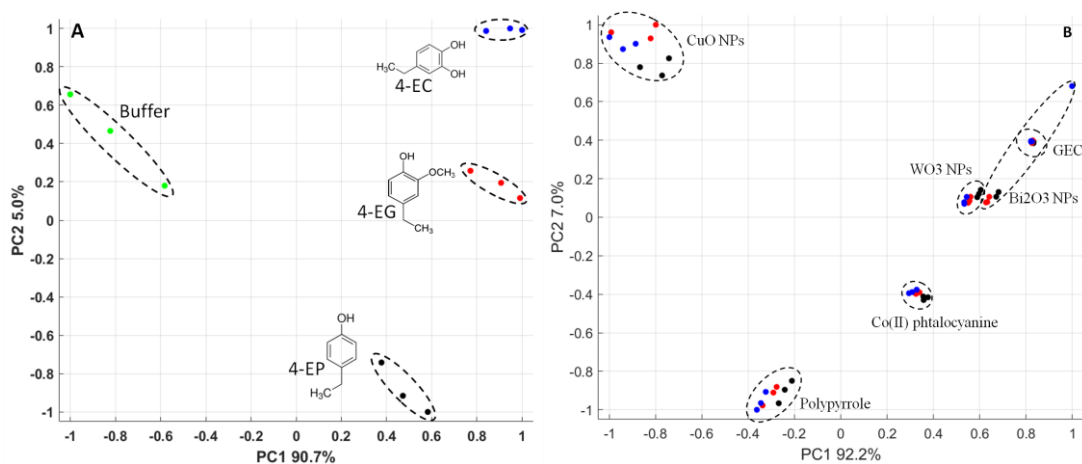 A
1
0.8
0.6
0.4
0.2
0
-0.2
-0.4
-0.6
-0.8
-1
PC2 5.0%
Buffer
OH
OH
H₃C
4-EC
OH
OCH₃
4-EG
CH₃
OH
4-EP
H₃C
-1 -0.8 -0.6 -0.4 -0.2 0 0.2 0.4 0.6 0.8 1
PC1 90.7%
B
1
0.8
0.6
0.4
0.2
0
-0.2
-0.4
-0.6
-0.8
-1
PC2 7.0%
CuO NPs
GEC
WO3 NPs
Bi2O3 NPs
Co(II) phtalocyanine
Polypyrrole
-1 -0.8 -0.6 -0.4 -0.2 0 0.2 0.4 0.6 0.8 1
PC1 92.2%